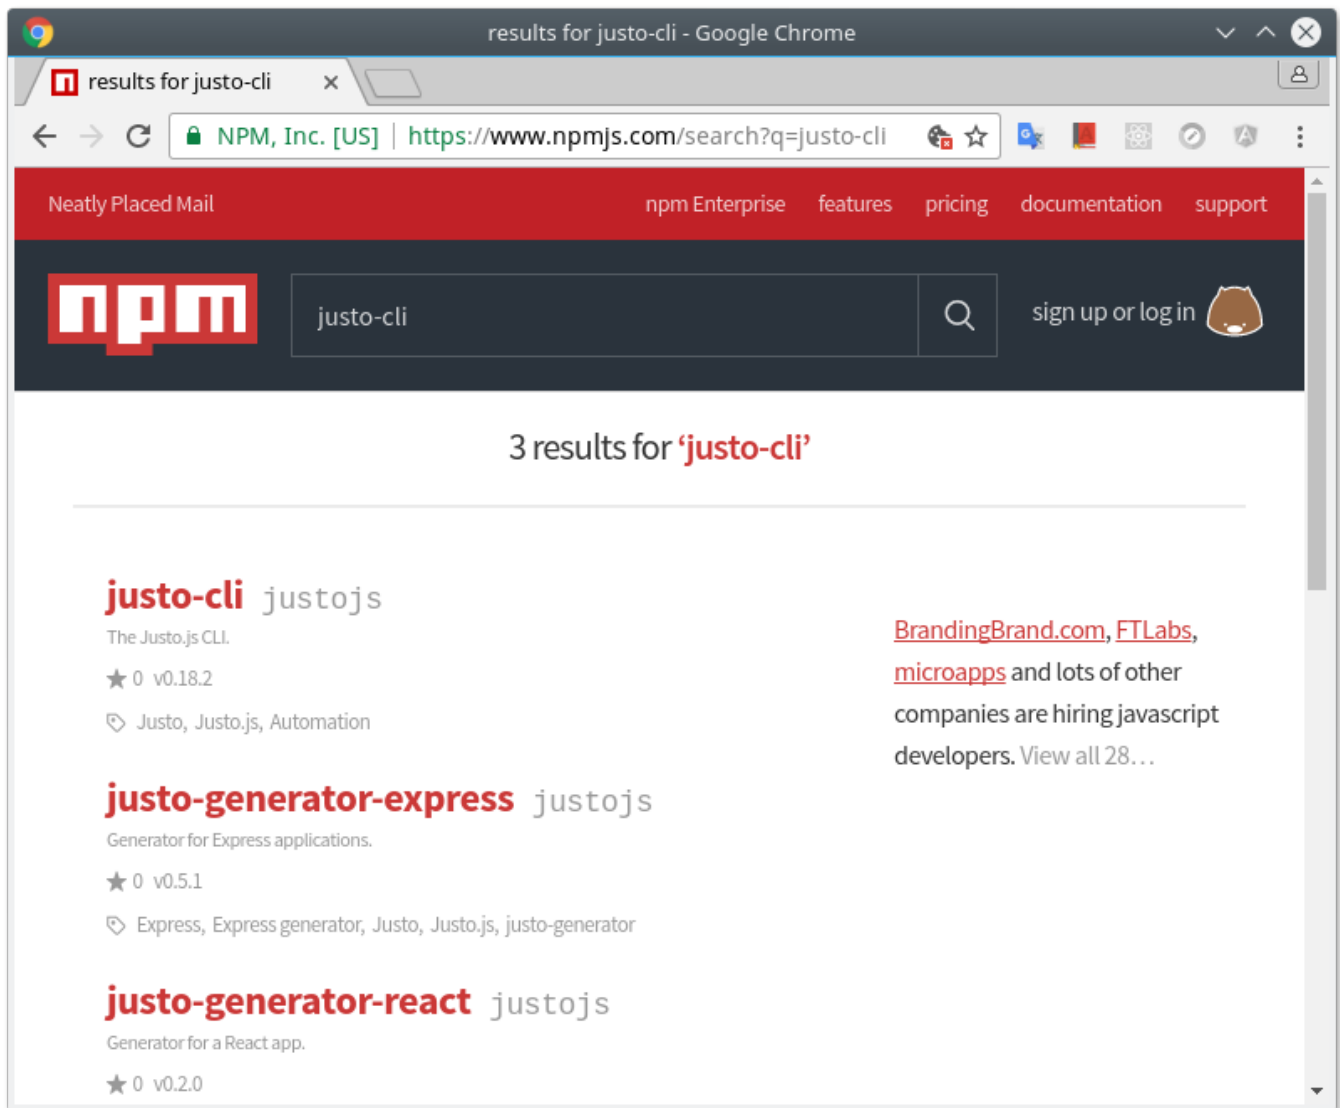 results for justo-cli - Google Chrome
results for justo-cli
NPM, Inc. [US] https://www.npmjs.com/search?q=justo-cli
Neatly Placed Mail npm Enterprise features pricing documentation support
npm justo-cli sign up or log in
3 results for ‘justo-cli’
justo-cli justojs
The Justo.js CLI.
0 v0.18.2
Justo, Justo.js, Automation
BrandingBrand.com, FTLabs,
microapps and lots of other
companies are hiring javascript
developers. View all 28…
justo-generator-express justojs
Generator for Express applications.
0 v0.5.1
Express, Express generator, Justo, Justo.js, justo-generator
justo-generator-react justojs
Generator for a React app.
0 v0.2.0